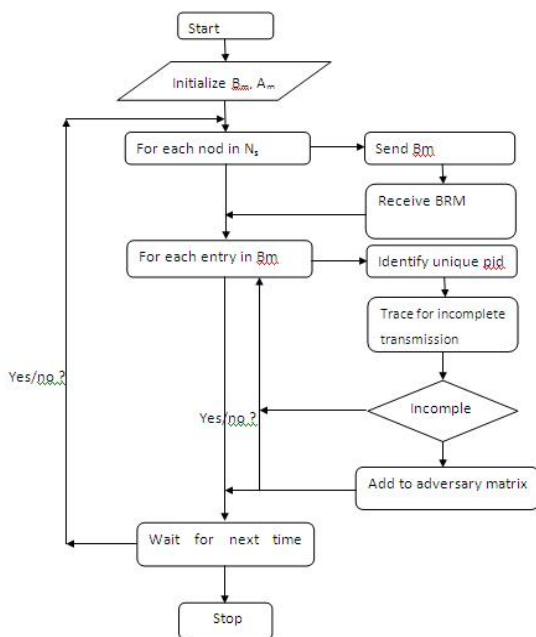 Start
Initialize Bm, Am
For each nod in Ns
Send Bm
Receive BRM
For each entry in Bm
Identify unique pid
Trace for incomplete
transmission
Yes/no ?
Yes/no ?
Incomple
Add to adversary matrix
Wait for next time
Stop